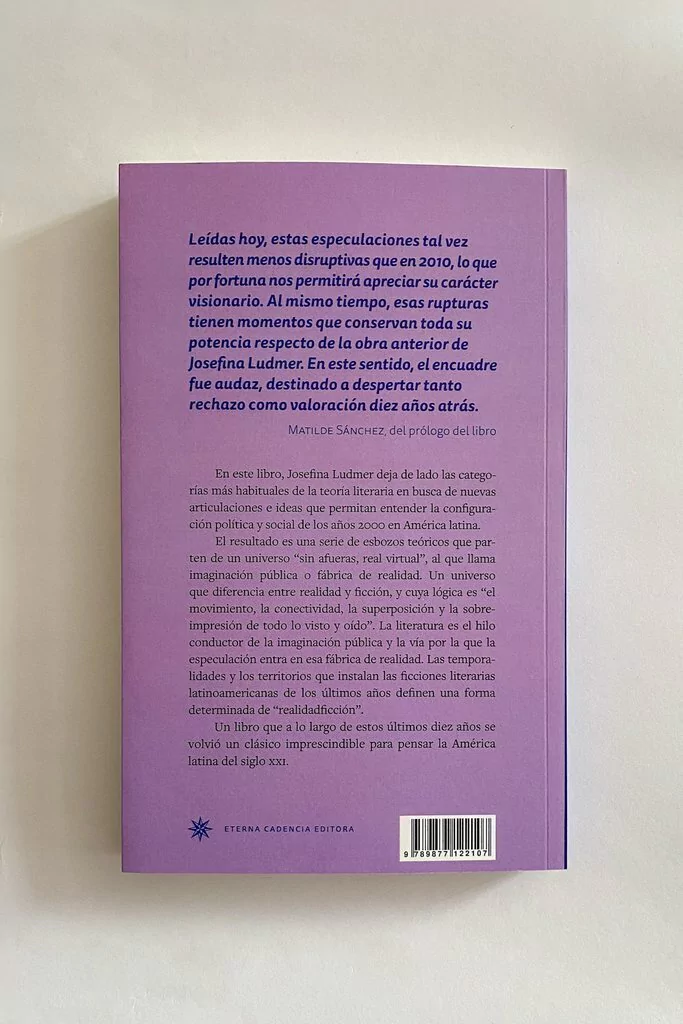 Leídas hoy, estas especulaciones tal vez
resulten menos disruptivas que en 2010, lo que
por fortuna nos permitirá apreciar su carácter
visionario. Al mismo tiempo, esas rupturas
tienen momentos que conservan toda su
potencia respecto de la obra anterior de
Josefina Ludmer. En este sentido, el encuadre
fue audaz, destinado a despertar tanto
rechazo como valoración diez años atrás.
Matilde Sánchez, del prólogo del libro
En este libro, Josefina Ludmer deja de lado las catego-
rías más habituales de la teoría literaria en busca de nuevas
articulaciones e ideas que permitan entender la configura-
ción política y social de los años 2000 en América latina.
El resultado es una serie de esbozos teóricos que par-
ten de un universo “sin afueras, real virtual”, al que llama
imaginación pública o fábrica de realidad. Un universo
que diferencia entre realidad y ficción, y cuya lógica es “el
movimiento, la conectividad, la superposición y la sobre-
impresión de todo lo visto y oído”. La literatura es el hilo
conductor de la imaginación pública y la vía por la que la
especulación entra en esa fábrica de realidad. Las tempora-
lidades y los territorios que instalan las ficciones literarias
latinoamericanas de los últimos años definen una forma
determinada de “realidadficción”.
Un libro que a lo largo de estos últimos diez años se
volvió un clásico imprescindible para pensar la América
latina del siglo XXI.
ETERNA CADENCIA EDITORA
9 789877 122107